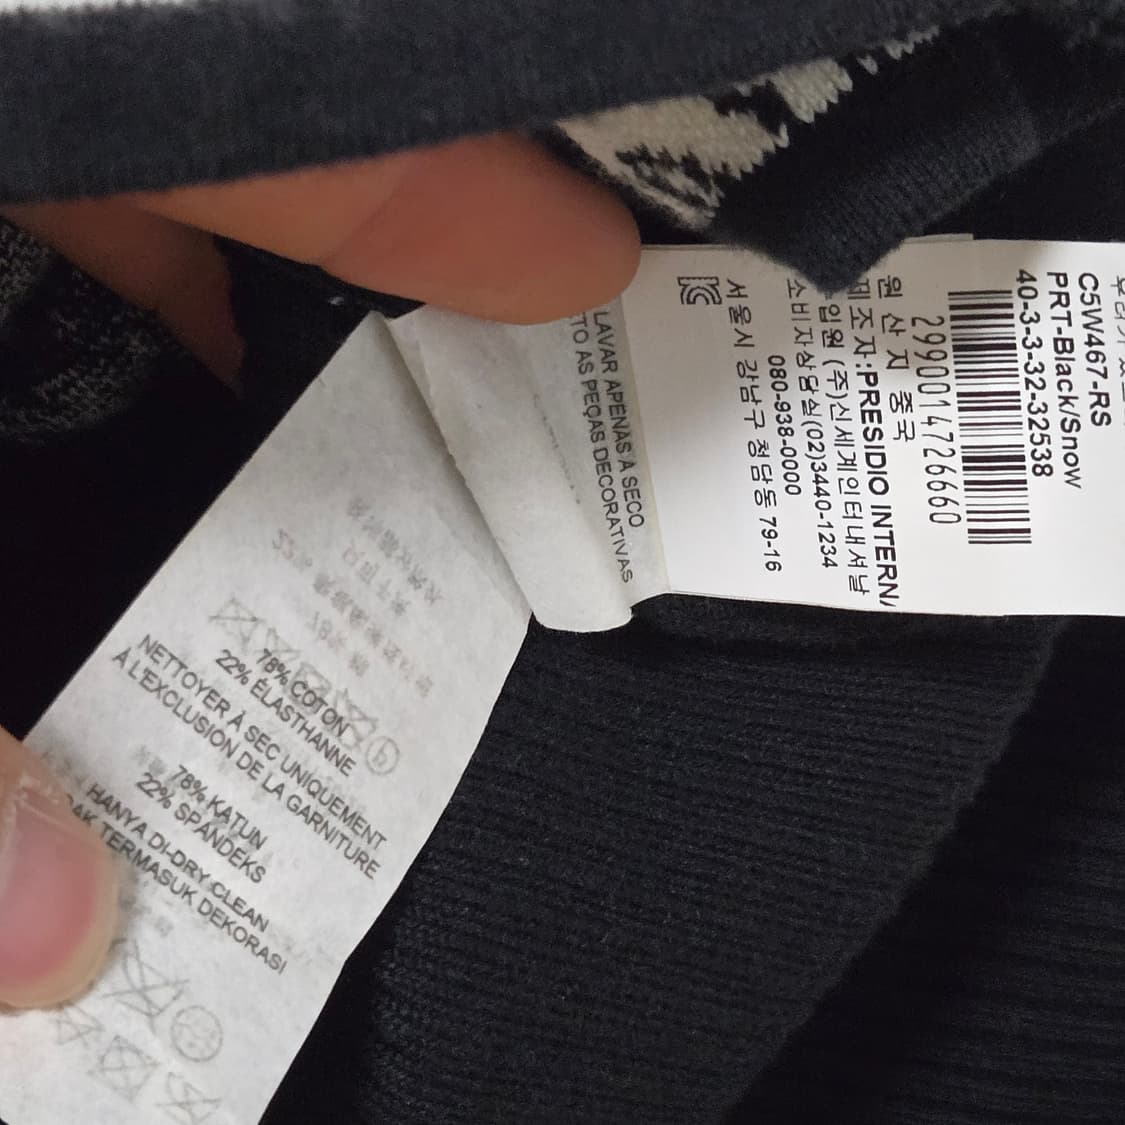 C5W467-RS
PRT-Black/Snow
40-3-3-32-32538
2990014726660
원 산 지 중국
제조자:PRESIDIO INTERN
입원 (주)신세계인터내셔날
소비자상담실(02)3440-1234
080-938-0000
서울시 강남구 청담동 79-16
LAVAR APENAS A SECO
TO AS PEÇAS DECORATIVAS
78% COTON
22% ÉLASTHANNE
NETTOYER À SEC UNIQUEMENT
À L'EXCLUSION DE LA GARNITURE
78% KATUN
22% SPANDEKS
HANYA DI-DRY CLEAN
AK TERMASUK DEKORASI